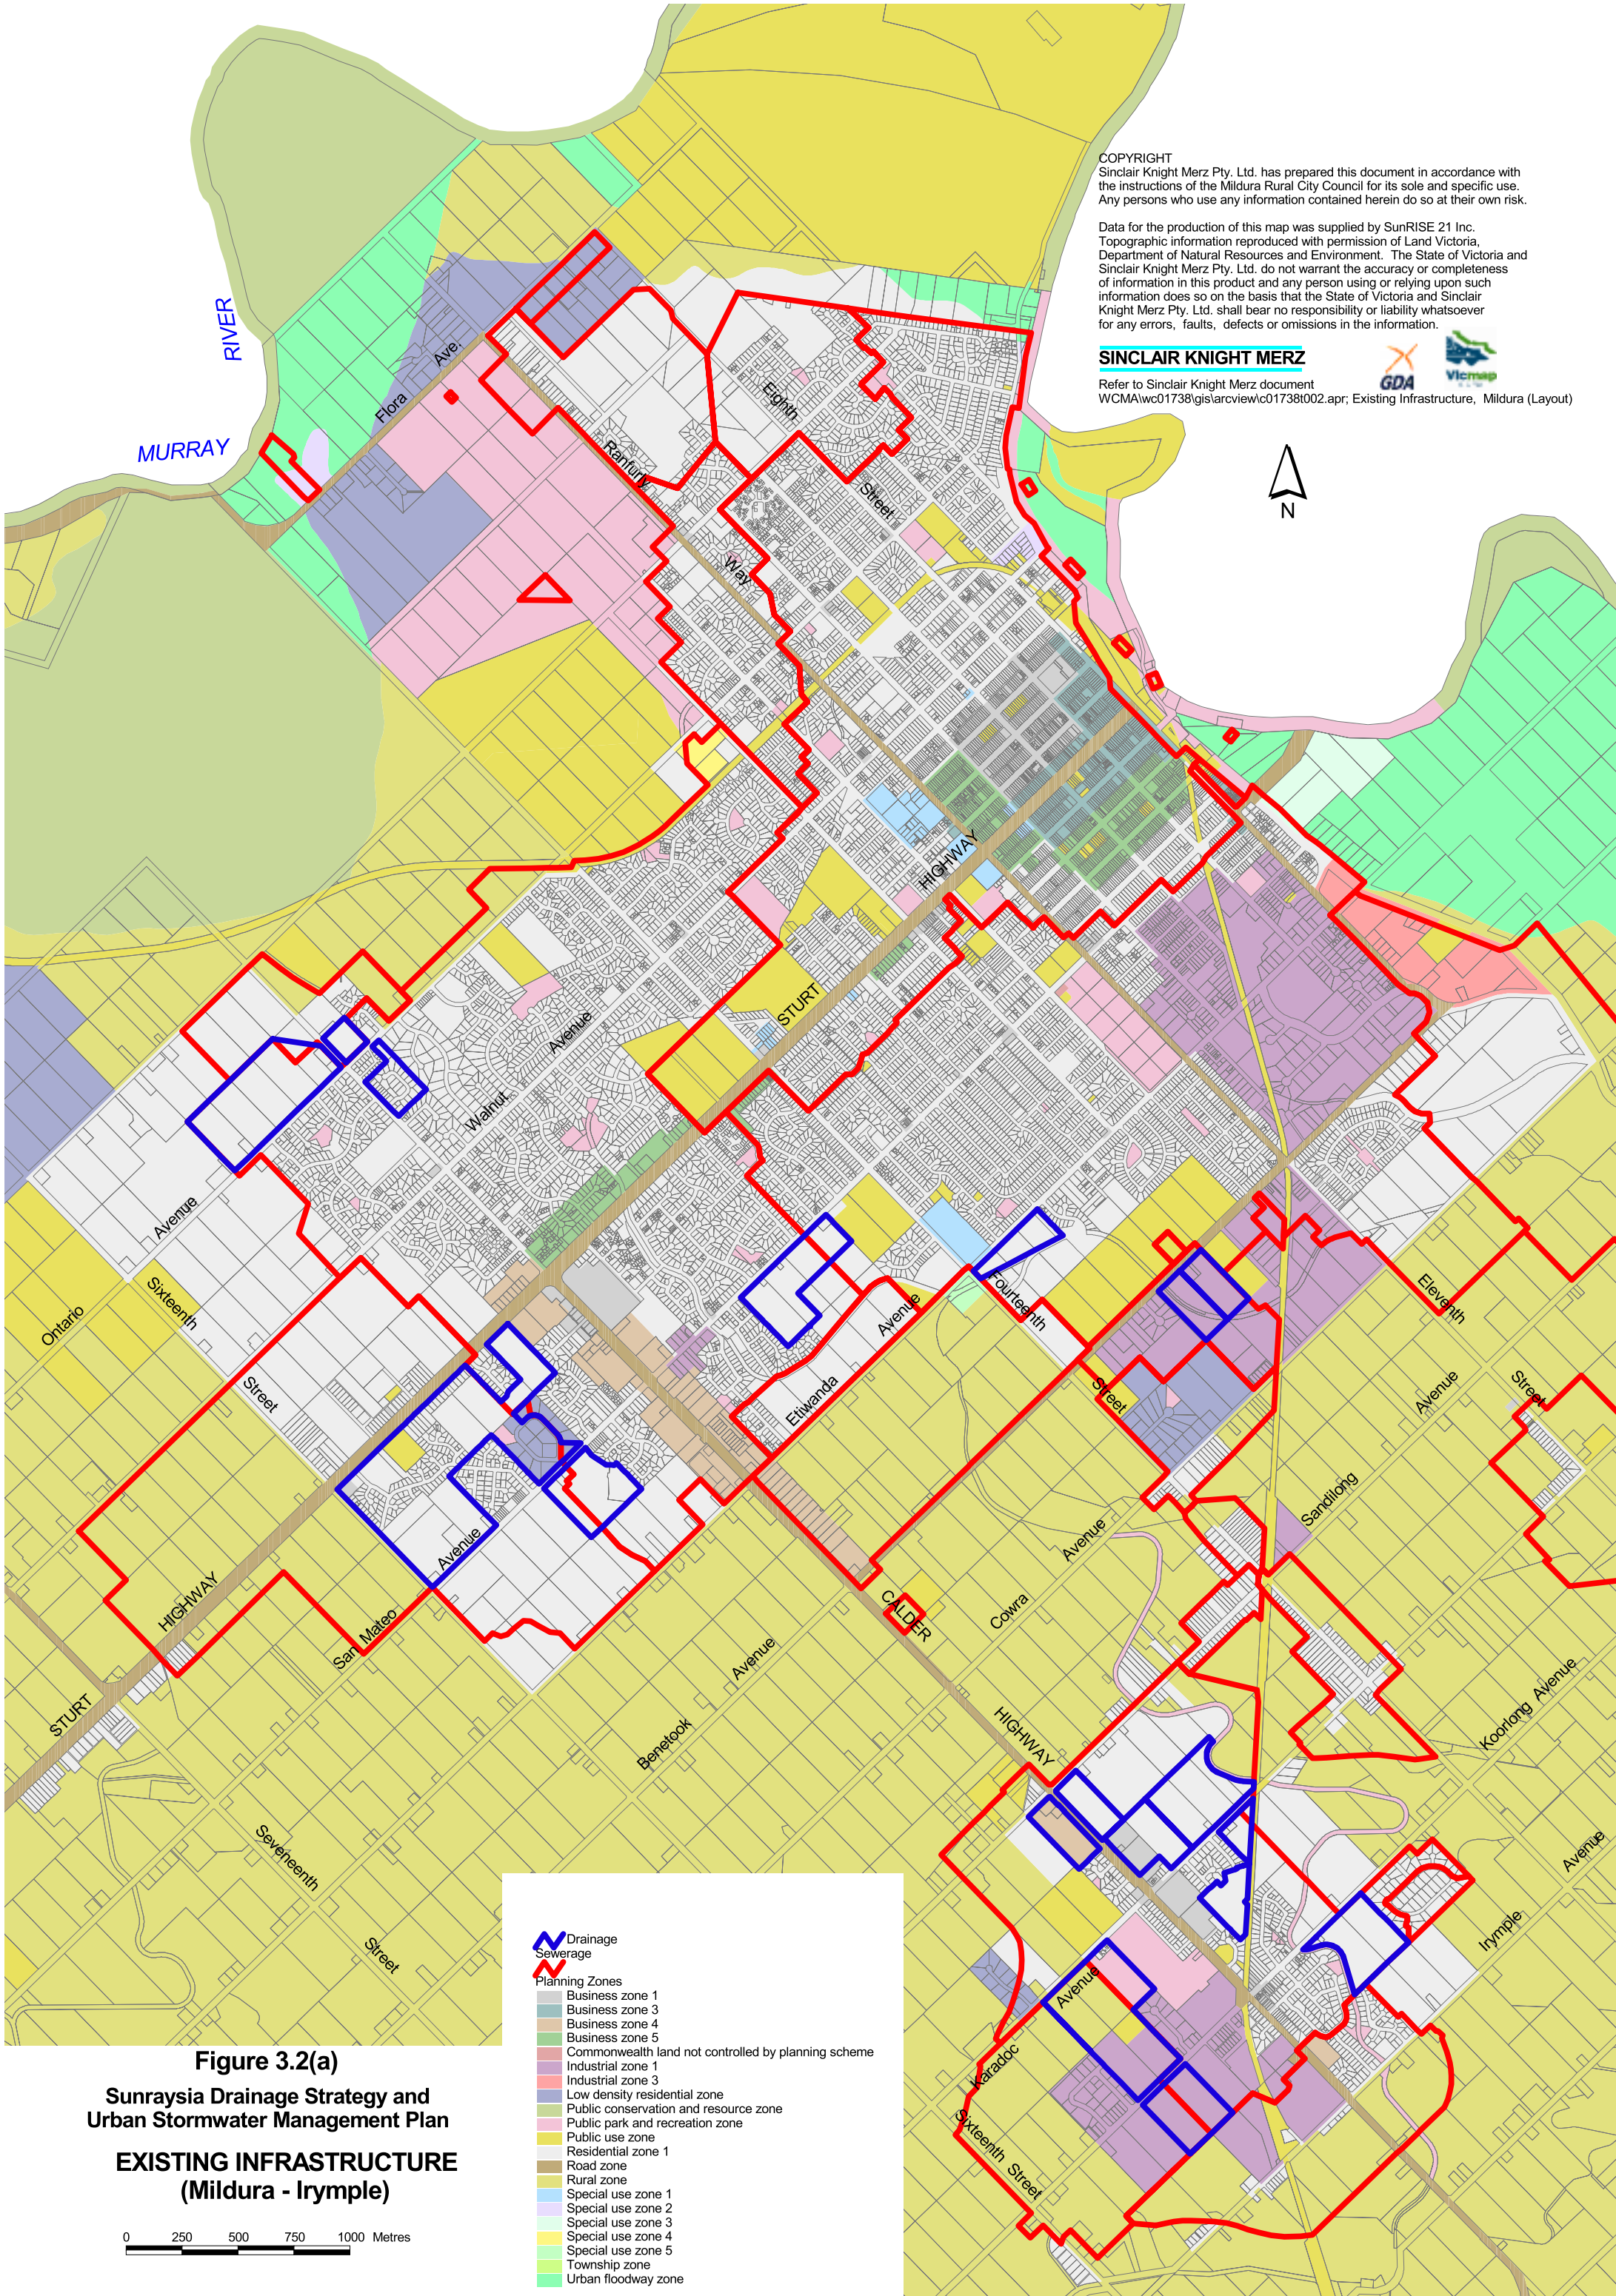 COPYRIGHT
Sinclair Knight Merz Pty. Ltd. has prepared this document in accordance with
the instructions of the Mildura Rural City Council for its sole and specific use.
Any persons who use any information contained herein do so at their own risk.
Data for the production of this map was supplied by SunRISE 21 Inc.
Topographic information reproduced with permission of Land Victoria,
Department of Natural Resources and Environment. The State of Victoria and
Sinclair Knight Merz Pty. Ltd. do not warrant the accuracy or completeness
of information in this product and any person using or relying upon such
information does so on the basis that the State of Victoria and Sinclair
Knight Merz Pty. Ltd. shall bear no responsibility or liability whatsoever
for any errors, faults, defects or omissions in the information.
SINCLAIR KNIGHT MERZ
GDA
Vicmap
Refer to Sinclair Knight Merz document
WCMA\wc01738\gis\arcview\c01738t002.apr; Existing Infrastructure, Mildura (Layout)
N
RIVER
MURRAY
Flora
Ave.
Ranfurly
Way
Eighth
Street
HIGHWAY
STURT
Avenue
Walnut
Avenue
Ontario
Sixteenth
Street
Avenue
HIGHWAY
STURT
San Mateo
Avenue
Etiwanda
Fourteenth
Street
Eleventh
Street
Avenue
Sandilong
Avenue
Cowra
CALDER
HIGHWAY
Avenue
Benetook
Koorlong Avenue
Avenue
Irymple
Seveneenth
Street
Avenue
Karadoc
Sixteenth Street
Drainage
Sewerage
Planning Zones
Business zone 1
Business zone 3
Business zone 4
Business zone 5
Commonwealth land not controlled by planning scheme
Industrial zone 1
Industrial zone 3
Low density residential zone
Public conservation and resource zone
Public park and recreation zone
Public use zone
Residential zone 1
Road zone
Rural zone
Special use zone 1
Special use zone 2
Special use zone 3
Special use zone 4
Special use zone 5
Township zone
Urban floodway zone
Figure 3.2(a)
Sunraysia Drainage Strategy and
Urban Stormwater Management Plan
EXISTING INFRASTRUCTURE
(Mildura - Irymple)
0 250 500 750 1000 Metres